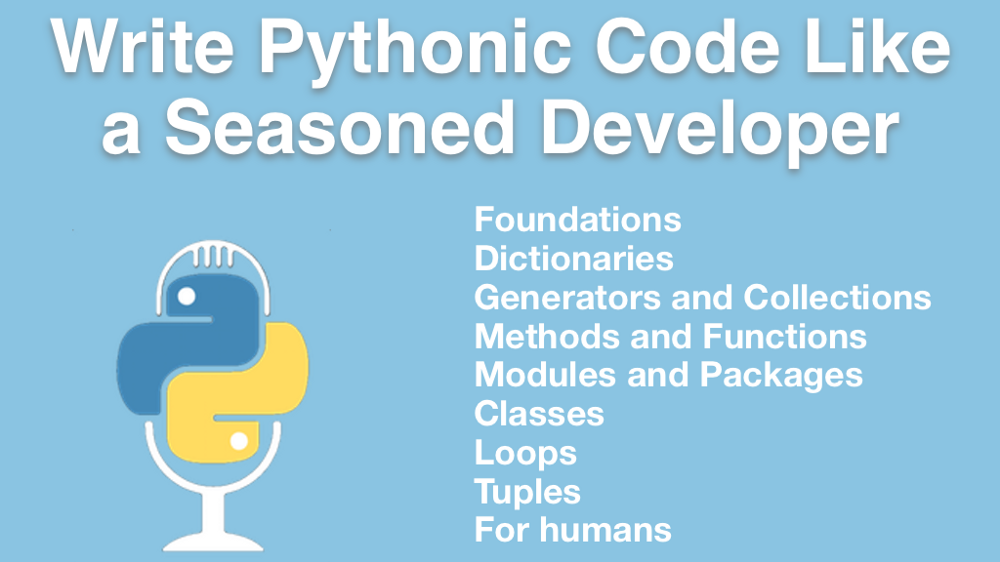 Write Pythonic Code Like
a Seasoned Developer
Foundations
Dictionaries
Generators and Collections
Methods and Functions
Modules and Packages
Classes
Loops
Tuples
For humans